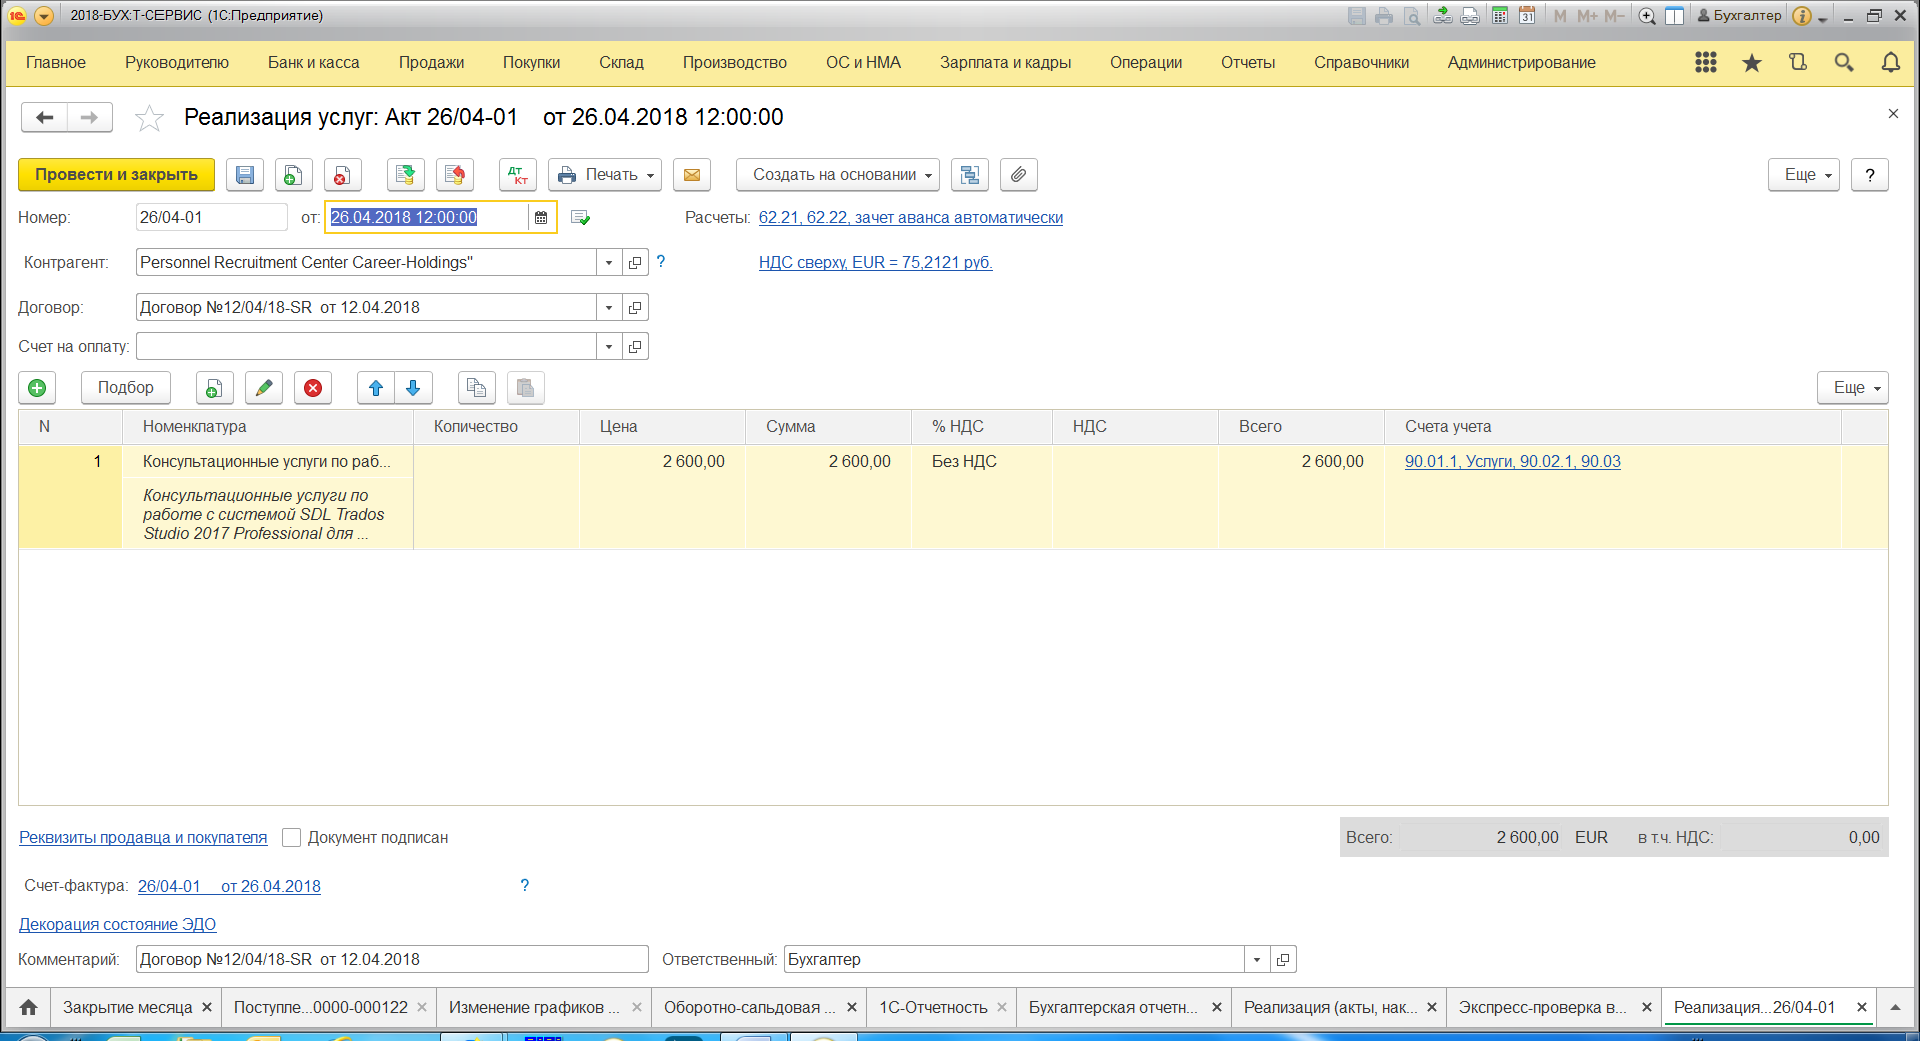 2018-БУХ:Т-СЕРВИС (1С:Предприятие)
M M+ M-
Бухгалтер
Главное Руководителю Банк и касса Продажи Покупки Склад Производство ОС и НМА Зарплата и кадры Операции Отчеты Справочники Администрирование
Реализация услуг: Акт 26/04-01 от 26.04.2018 12:00:00
Провести и закрыть Дт Кт Печать Создать на основании Еще ?
Номер: 26/04-01 от: 26.04.2018 12:00:00 Расчеты: 62.21, 62.22, зачет аванса автоматически
Контрагент: Personnel Recruitment Center Career-Holdings" ? НДС сверху, EUR = 75,2121 руб.
Договор: Договор №12/04/18-SR от 12.04.2018
Счет на оплату:
Подбор Еще
N Номенклатура Количество Цена Сумма % НДС НДС Всего Счета учета
1 Консультационные услуги по раб... 2 600,00 2 600,00 Без НДС 2 600,00 90.01.1, Услуги, 90.02.1, 90.03
Консультационные услуги по
работе с системой SDL Trados
Studio 2017 Professional для ...
Реквизиты продавца и покупателя Документ подписан Всего: 2 600,00 EUR в т.ч. НДС: 0,00
Счет-фактура: 26/04-01 от 26.04.2018 ?
Декорация состояние ЭДО
Комментарий: Договор №12/04/18-SR от 12.04.2018 Ответственный: Бухгалтер
Закрытие месяца Поступле...0000-000122 Изменение графиков ... Оборотно-сальдовая ... 1С-Отчетность Бухгалтерская отчетн... Реализация (акты, нак... Экспресс-проверка в... Реализация...26/04-01